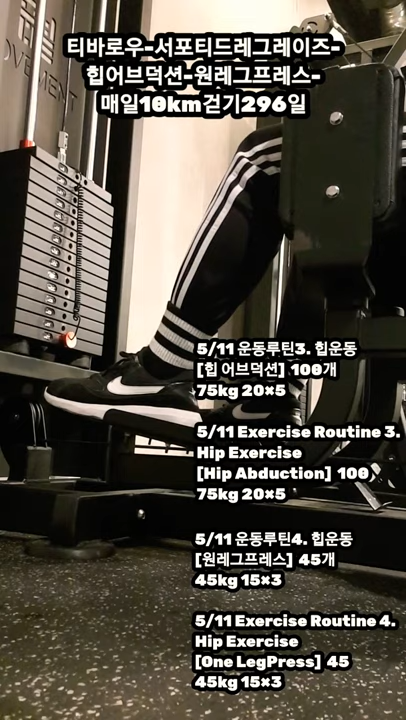 티바로우-서포티드레그레이즈-
힙어브덕션-원레그프레스-
매일10km걷기296일
MOVEMENT
5/11 운동루틴3. 힙운동
[힙 어브덕션] 100개
75kg 20×5
5/11 Exercise Routine 3.
Hip Exercise
[Hip Abduction] 100
75kg 20×5
5/11 운동루틴4. 힙운동
[원레그프레스] 45개
45kg 15×3
5/11 Exercise Routine 4.
Hip Exercise
[One LegPress] 45
45kg 15×3